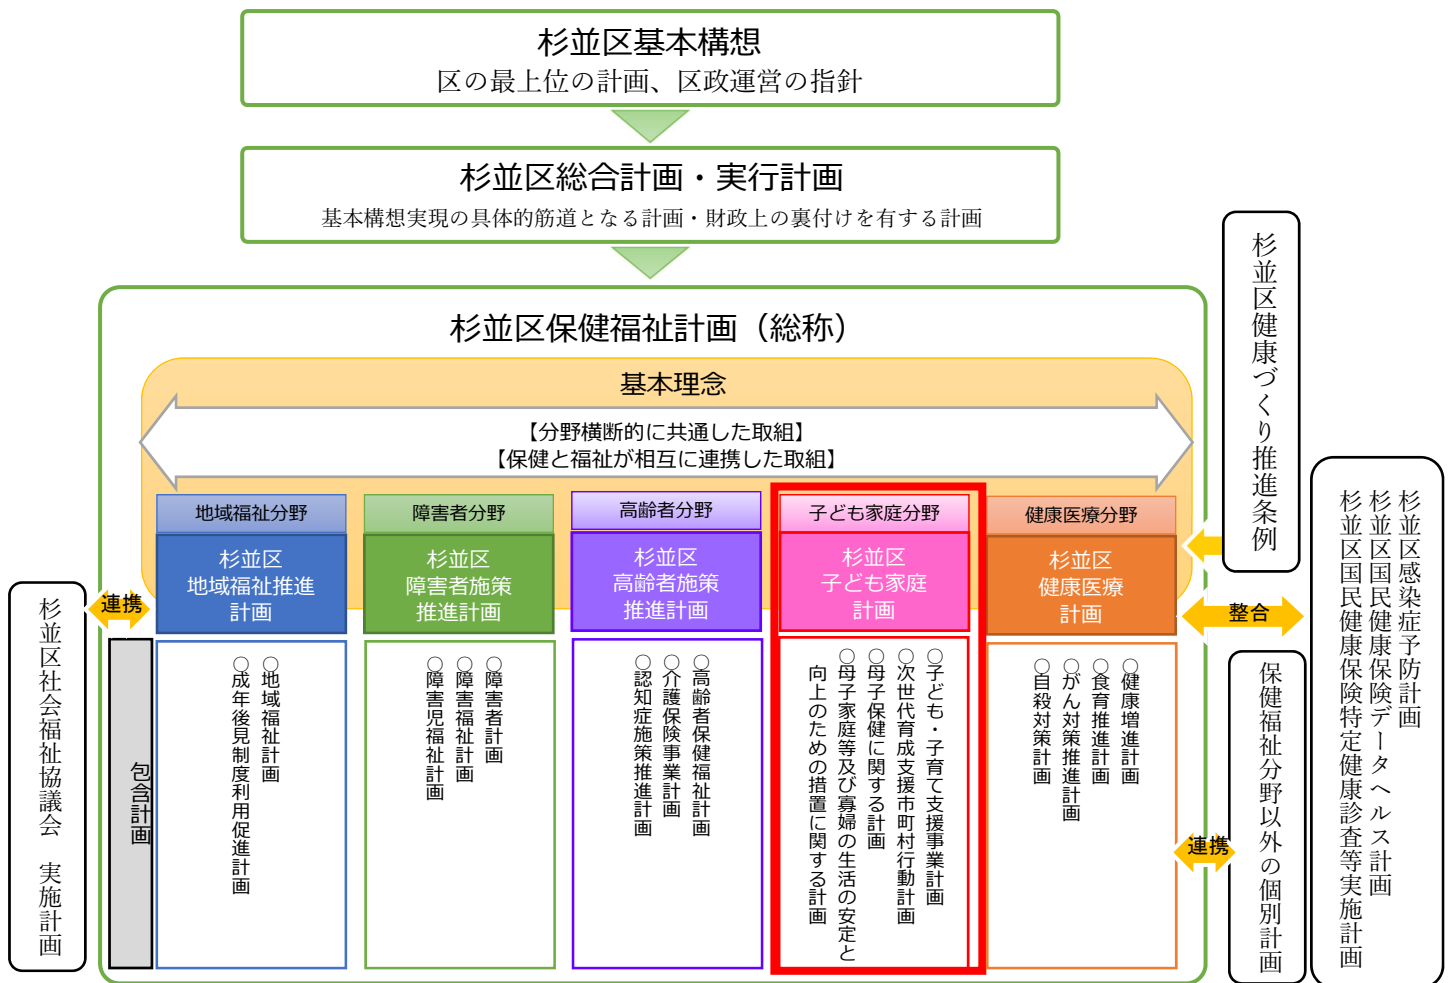 杉並区基本構想
区の最上位の計画、区政運営の指針
杉並区総合計画・実行計画
基本構想実現の具体的筋道となる計画・財政上の裏付けを有する計画
杉並区保健福祉計画（総称）
基本理念
【分野横断的に共通した取組】
【保健と福祉が相互に連携した取組】
地域福祉分野
杉並区
地域福祉推進
計画
障害者分野
杉並区
障害者施策
推進計画
高齢者分野
杉並区
高齢者施策
推進計画
子ども家庭分野
杉並区
子ども家庭
計画
健康医療分野
杉並区
健康医療
計画
包含計画
○地域福祉計画
○成年後見制度利用促進計画
○障害者計画
○障害福祉計画
○障害児福祉計画
○高齢者保健福祉計画
○介護保険事業計画
○認知症施策推進計画
○子ども・子育て支援事業計画
○次世代育成支援市町村行動計画
○母子保健に関する計画
○母子家庭等及び寡婦の生活の安定と
向上のための措置に関する計画
○健康増進計画
○食育推進計画
○がん対策推進計画
○自殺対策計画
連携
杉並区社会福祉協議会　実施計画
杉並区健康づくり推進条例
整合
杉並区感染症予防計画
杉並区国民健康保険データヘルス計画
杉並区国民健康保険特定健康診査等実施計画
連携
保健福祉分野以外の個別計画